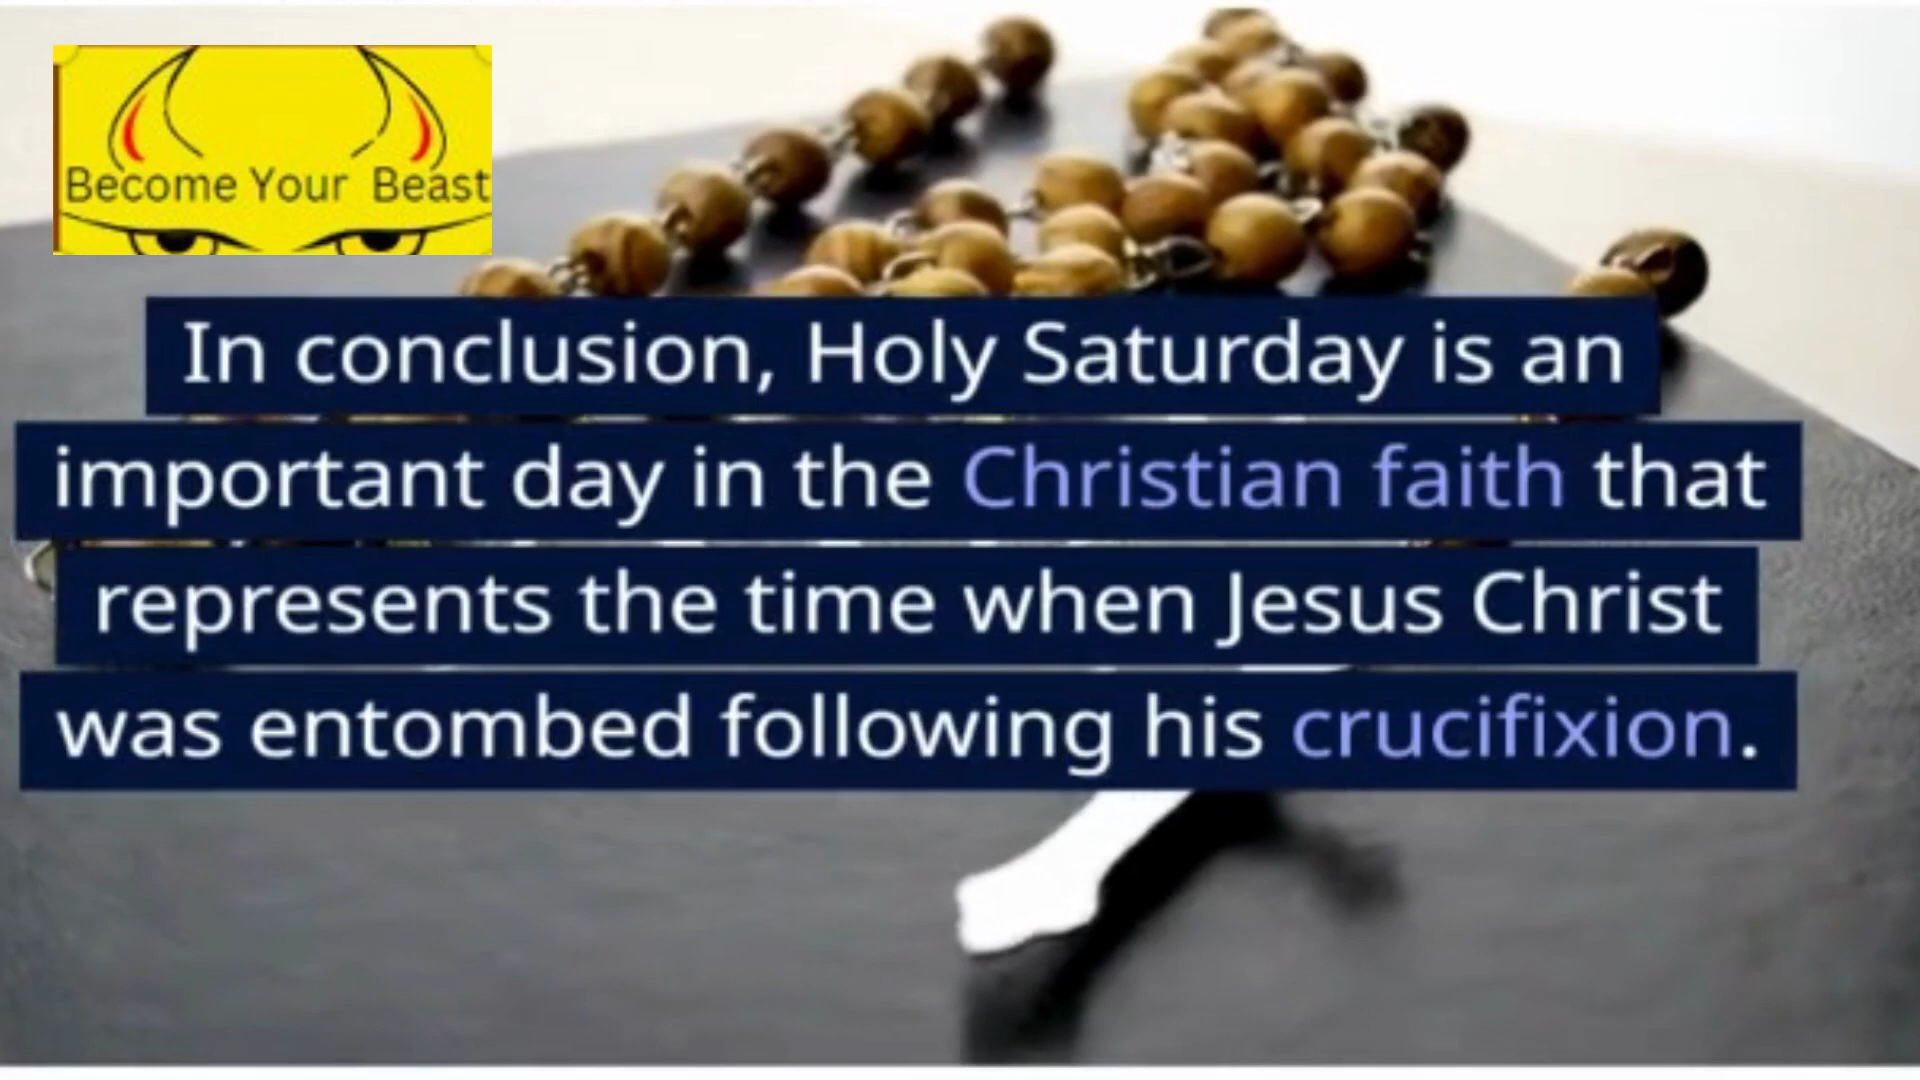 Become Your Beast
In conclusion, Holy Saturday is an
important day in the Christian faith that
represents the time when Jesus Christ
was entombed following his crucifixion.